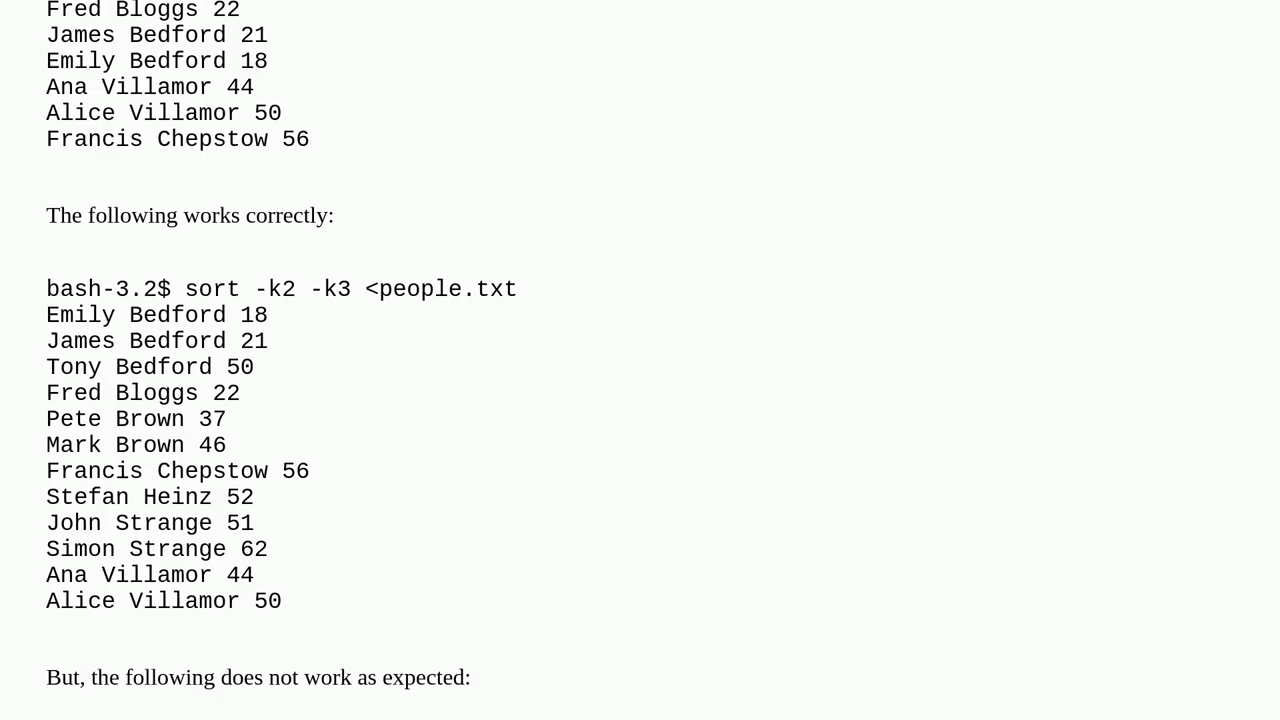 Fred Bloggs 22
James Bedford 21
Emily Bedford 18
Ana Villamor 44
Alice Villamor 50
Francis Chepstow 56
The following works correctly:
bash-3.2$ sort -k2 -k3 <people.txt
Emily Bedford 18
James Bedford 21
Tony Bedford 50
Fred Bloggs 22
Pete Brown 37
Mark Brown 46
Francis Chepstow 56
Stefan Heinz 52
John Strange 51
Simon Strange 62
Ana Villamor 44
Alice Villamor 50
But, the following does not work as expected: